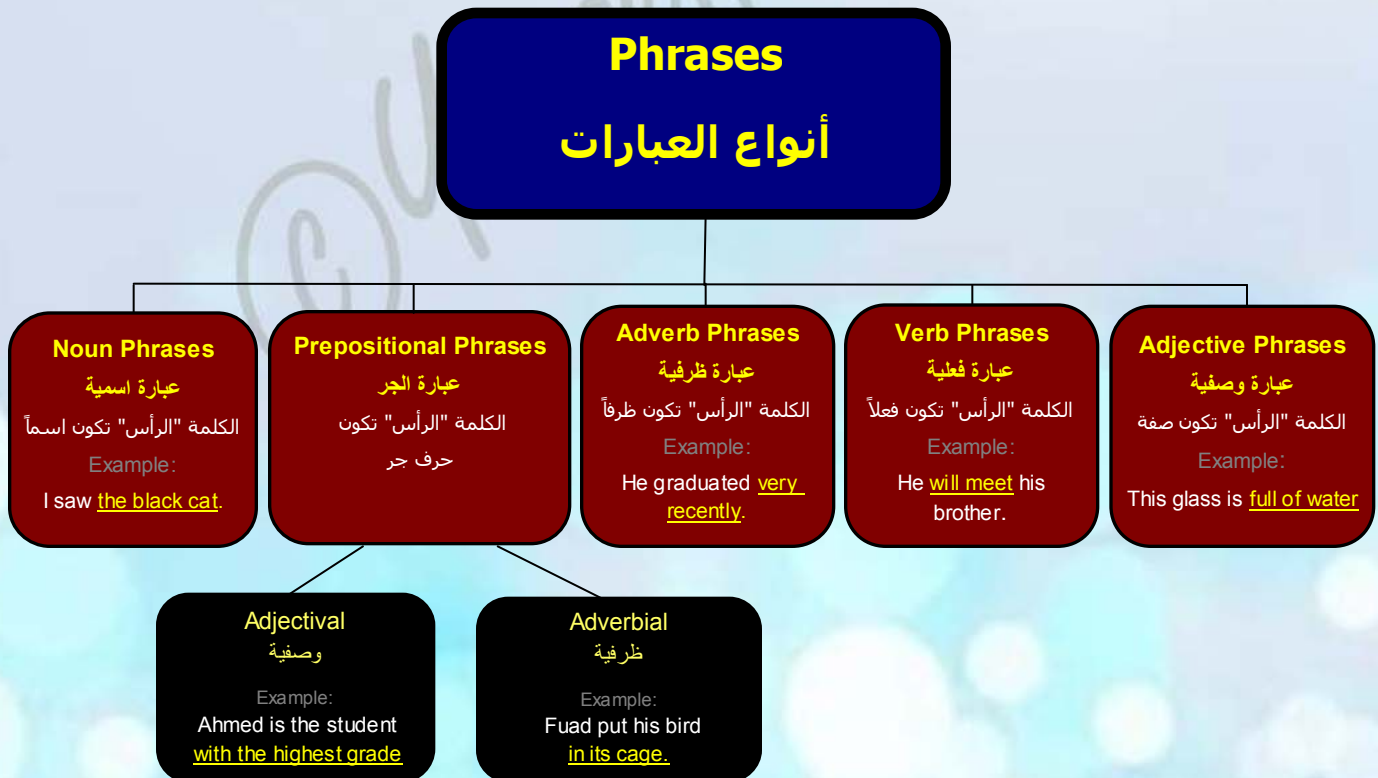 Phrases
أنواع العبارات
Noun Phrases
عبارة اسمية
الكلمة "الرأس" تكون اسماً
Example:
I saw the black cat.
Prepositional Phrases
عبارة الجر
الكلمة "الرأس" تكون
حرف جر
Adverb Phrases
عبارة ظرفية
الكلمة "الرأس" تكون ظرفاً
Example:
He graduated very
recently.
Verb Phrases
عبارة فعلية
الكلمة "الرأس" تكون فعلاً
Example:
He will meet his
brother.
Adjective Phrases
عبارة وصفية
الكلمة "الرأس" تكون صفة
Example:
This glass is full of water
Adjectival
وصفية
Example:
Ahmed is the student
with the highest grade
Adverbial
ظرفية
Example:
Fuad put his bird
in its cage.